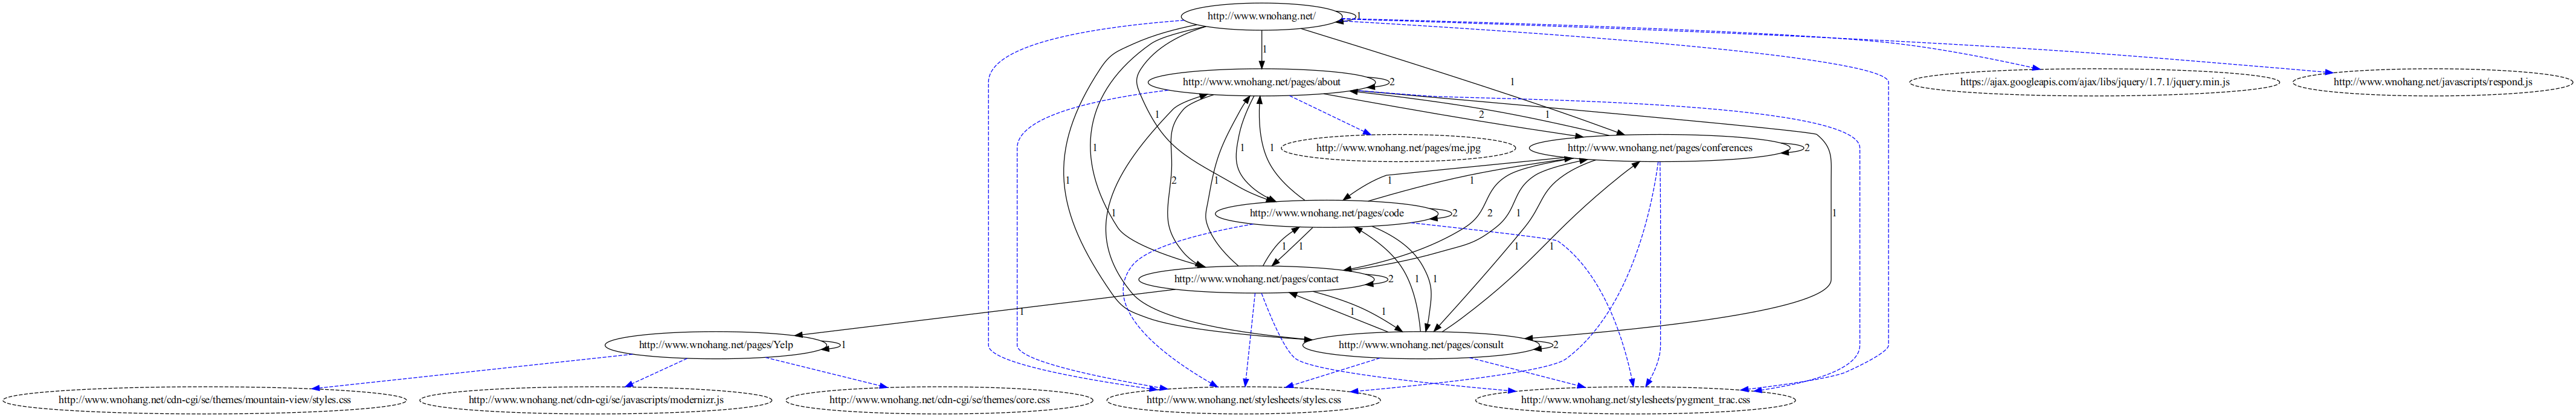 http://www.wnohang.net/
1
1
http://www.wnohang.net/pages/about
2
1
https://ajax.googleapis.com/ajax/libs/jquery/1.7.1/jquery.min.js
http://www.wnohang.net/javascripts/respond.js
1
2
1
1
1
1
http://www.wnohang.net/pages/me.jpg
http://www.wnohang.net/pages/conferences
2
1
2
1
1
1
1
http://www.wnohang.net/pages/code
2
2
1
1
1
1
1
1
1
http://www.wnohang.net/pages/contact
2
1
1
1
1
1
http://www.wnohang.net/pages/Yelp
1
http://www.wnohang.net/pages/consult
2
http://www.wnohang.net/cdn-cgi/se/themes/mountain-view/styles.css
http://www.wnohang.net/cdn-cgi/se/javascripts/modernizr.js
http://www.wnohang.net/cdn-cgi/se/themes/core.css
http://www.wnohang.net/stylesheets/styles.css
http://www.wnohang.net/stylesheets/pygment_trac.css